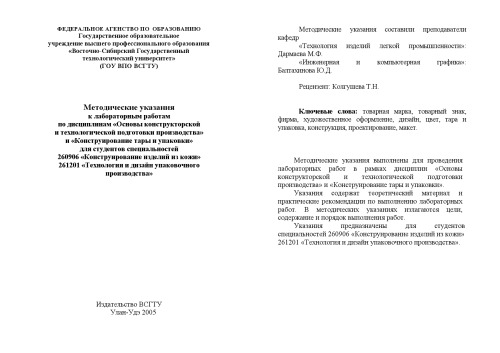 ФЕДЕРАЛЬНОЕ АГЕНСТВО ПО ОБРАЗОВАНИЮ
Государственное образовательное
учреждение высшего профессионального образования
«Восточно-Сибирский Государственный
технологический университет»
(ГОУ ВПО ВСГТУ)
Методические указания
к лабораторным работам
по дисциплинам «Основы конструкторской
и технологической подготовки производства»
и «Конструирование тары и упаковки»
для студентов специальностей
260906 «Конструирование изделий из кожи»
261201 «Технология и дизайн упаковочного
производства»
Издательство ВСГТУ
Улан-Удэ 2005
Методические указания составили преподаватели
кафедр
«Технология изделий легкой промышленности»:
Дармаева М.Ф.
«Инженерная и компьютерная графика»:
Балтахинова Ю.Д.
Рецензент: Колгушева Т.Н.
Ключевые слова: товарная марка, товарный знак,
фирма, художественное оформление, дизайн, цвет, тара и
упаковка, конструкция, проектирование, макет.
Методические указания выполнены для проведения
лабораторных работ в рамках дисциплин «Основы
конструкторской и технологической подготовки
производства» и «Конструирование тары и упаковки».
Указания содержат теоретический материал и
практические рекомендации по выполнению лабораторных
работ. В методических указаниях излагаются цели,
содержание и порядок выполнения работ.
Указания предназначены для студентов
специальностей 260906 «Конструирование изделий из кожи»
261201 «Технология и дизайн упаковочного производства».